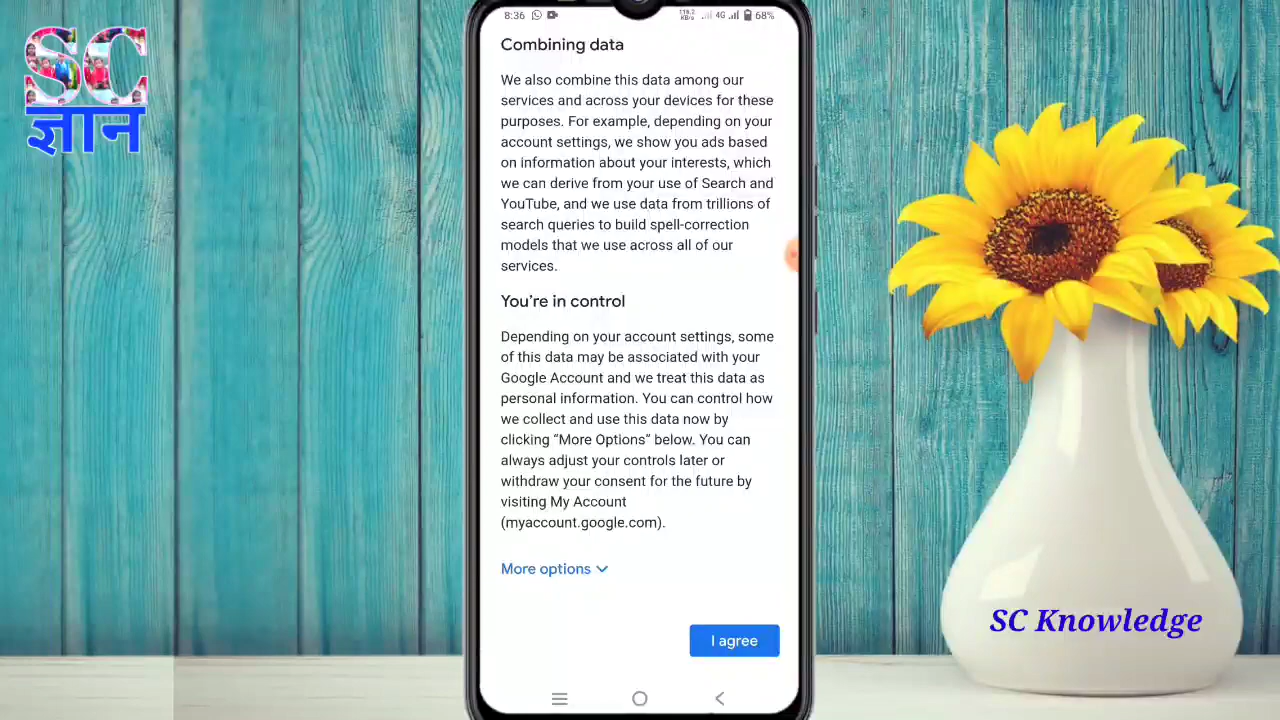 SC
ज्ञान
8:36
116.2
KB/s
4G
68%
Combining data
We also combine this data among our
services and across your devices for these
purposes. For example, depending on your
account settings, we show you ads based
on information about your interests, which
we can derive from your use of Search and
YouTube, and we use data from trillions of
search queries to build spell-correction
models that we use across all of our
services.
You’re in control
Depending on your account settings, some
of this data may be associated with your
Google Account and we treat this data as
personal information. You can control how
we collect and use this data now by
clicking “More Options” below. You can
always adjust your controls later or
withdraw your consent for the future by
visiting My Account
(myaccount.google.com).
More options
I agree
SC Knowledge